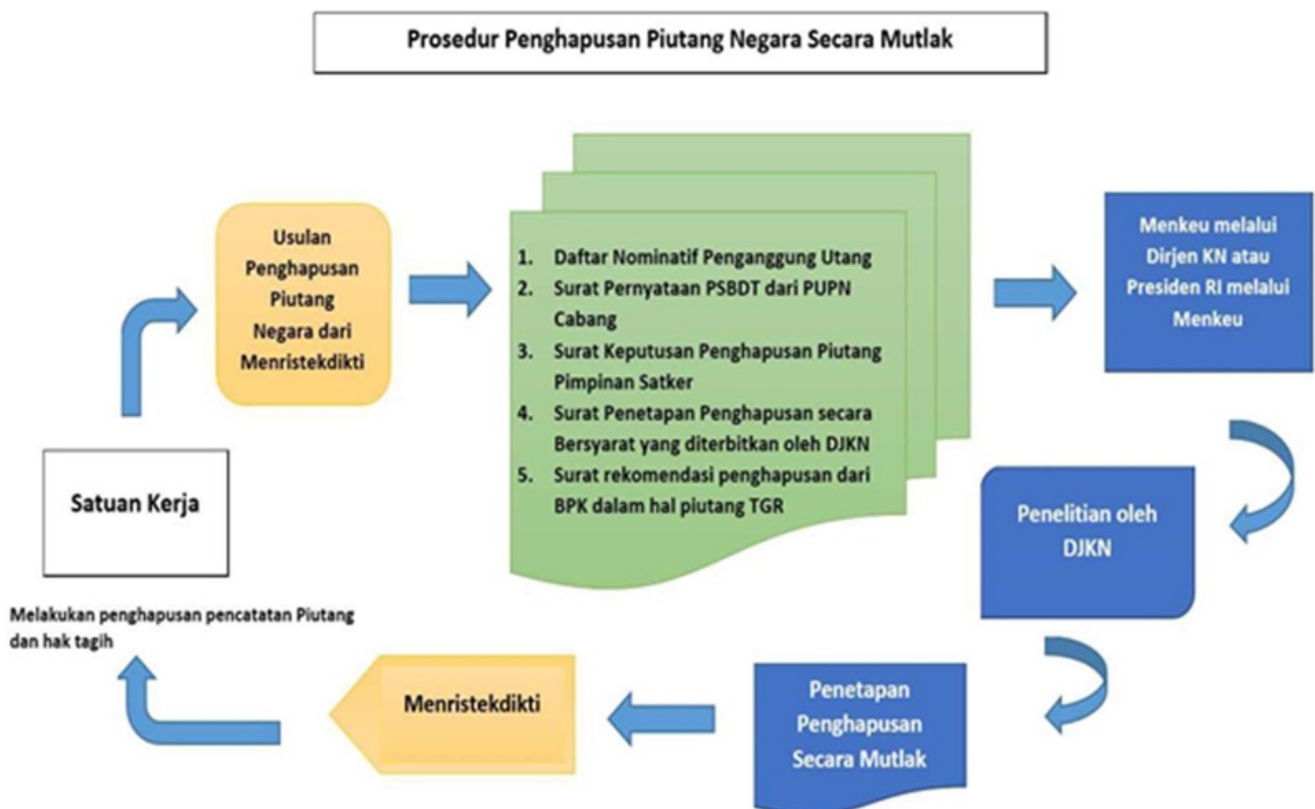 Prosedur Penghapusan Piutang Negara Secara Mutlak
Usulan
Penghapusan
Piutang
Negara dari
Menristekdikti
1. Daftar Nominatif Penganggung Utang
2. Surat Pernyataan PSBDT dari PUPN
Cabang
3. Surat Keputusan Penghapusan Piutang
Pimpinan Satker
4. Surat Penetapan Penghapusan secara
Bersyarat yang diterbitkan oleh DJKN
5. Surat rekomendasi penghapusan dari
BPK dalam hal piutang TGR
Menkeu melalui
Dirjen KN atau
Presiden RI melalui
Menkeu
Penelitian oleh
DJKN
Penetapan
Penghapusan
Secara Mutlak
Menristekdikti
Satuan Kerja
Melakukan penghapusan pencatatan Piutang
dan hak tagih